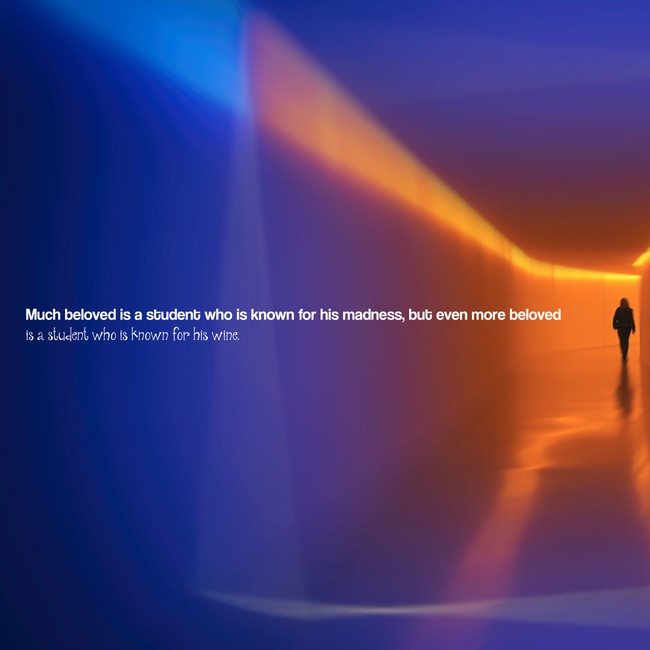 Much beloved is a student who is known for his madness, but even more beloved
is a student who is known for his wine.